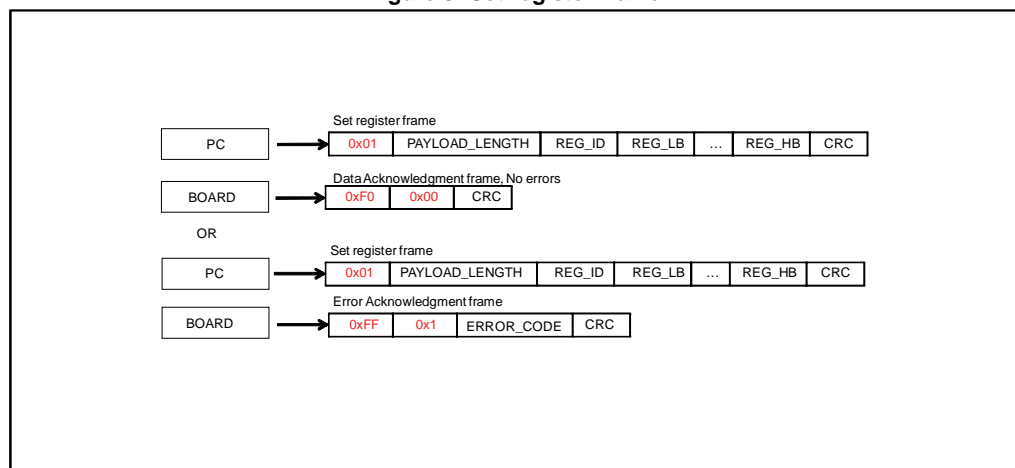 Set register frame
PC 0x01 PAYLOAD_LENGTH REG_ID REG_LB ... REG_HB CRC
Data Acknowledgment frame, No errors
BOARD 0xF0 0x00 CRC
OR
Set register frame
PC 0x01 PAYLOAD_LENGTH REG_ID REG_LB ... REG_HB CRC
Error Acknowledgment frame
BOARD 0xFF 0x1 ERROR_CODE CRC